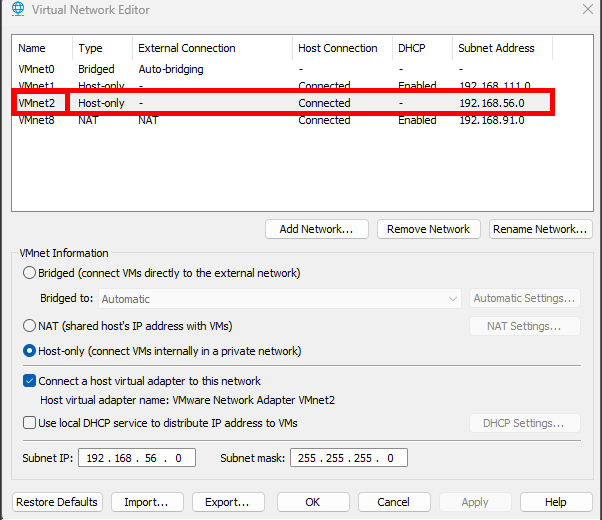 Virtual Network Editor
Name Type External Connection Host Connection DHCP Subnet Address
VMnet0 Bridged Auto-bridging - - -
VMnet1 Host-only - Connected Enabled 192.168.111.0
VMnet2 Host-only - Connected - 192.168.56.0
VMnet8 NAT NAT Connected Enabled 192.168.91.0
Add Network... Remove Network Rename Network...
VMnet Information
Bridged (connect VMs directly to the external network)
Bridged to: Automatic Automatic Settings...
NAT (shared host's IP address with VMs) NAT Settings...
Host-only (connect VMs internally in a private network)
Connect a host virtual adapter to this network
Host virtual adapter name: VMware Network Adapter VMnet2
Use local DHCP service to distribute IP address to VMs DHCP Settings...
Subnet IP: 192 . 168 . 56 . 0 Subnet mask: 255 . 255 . 255 . 0
Restore Defaults Import... Export... OK Cancel Apply Help